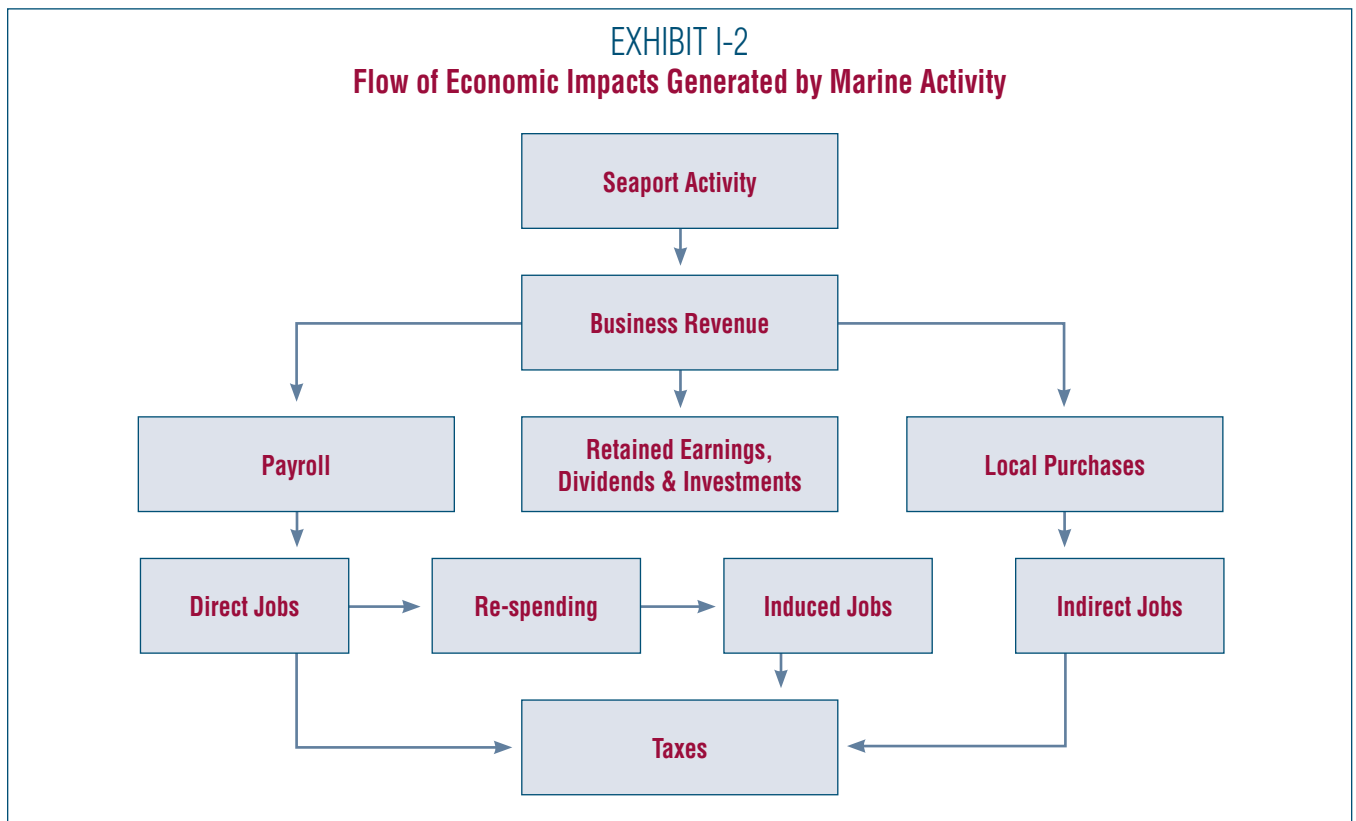 EXHIBIT I-2
Flow of Economic Impacts Generated by Marine Activity
Seaport Activity
Business Revenue
Payroll
Retained Earnings,
Dividends & Investments
Local Purchases
Direct Jobs
Re-spending
Induced Jobs
Indirect Jobs
Taxes